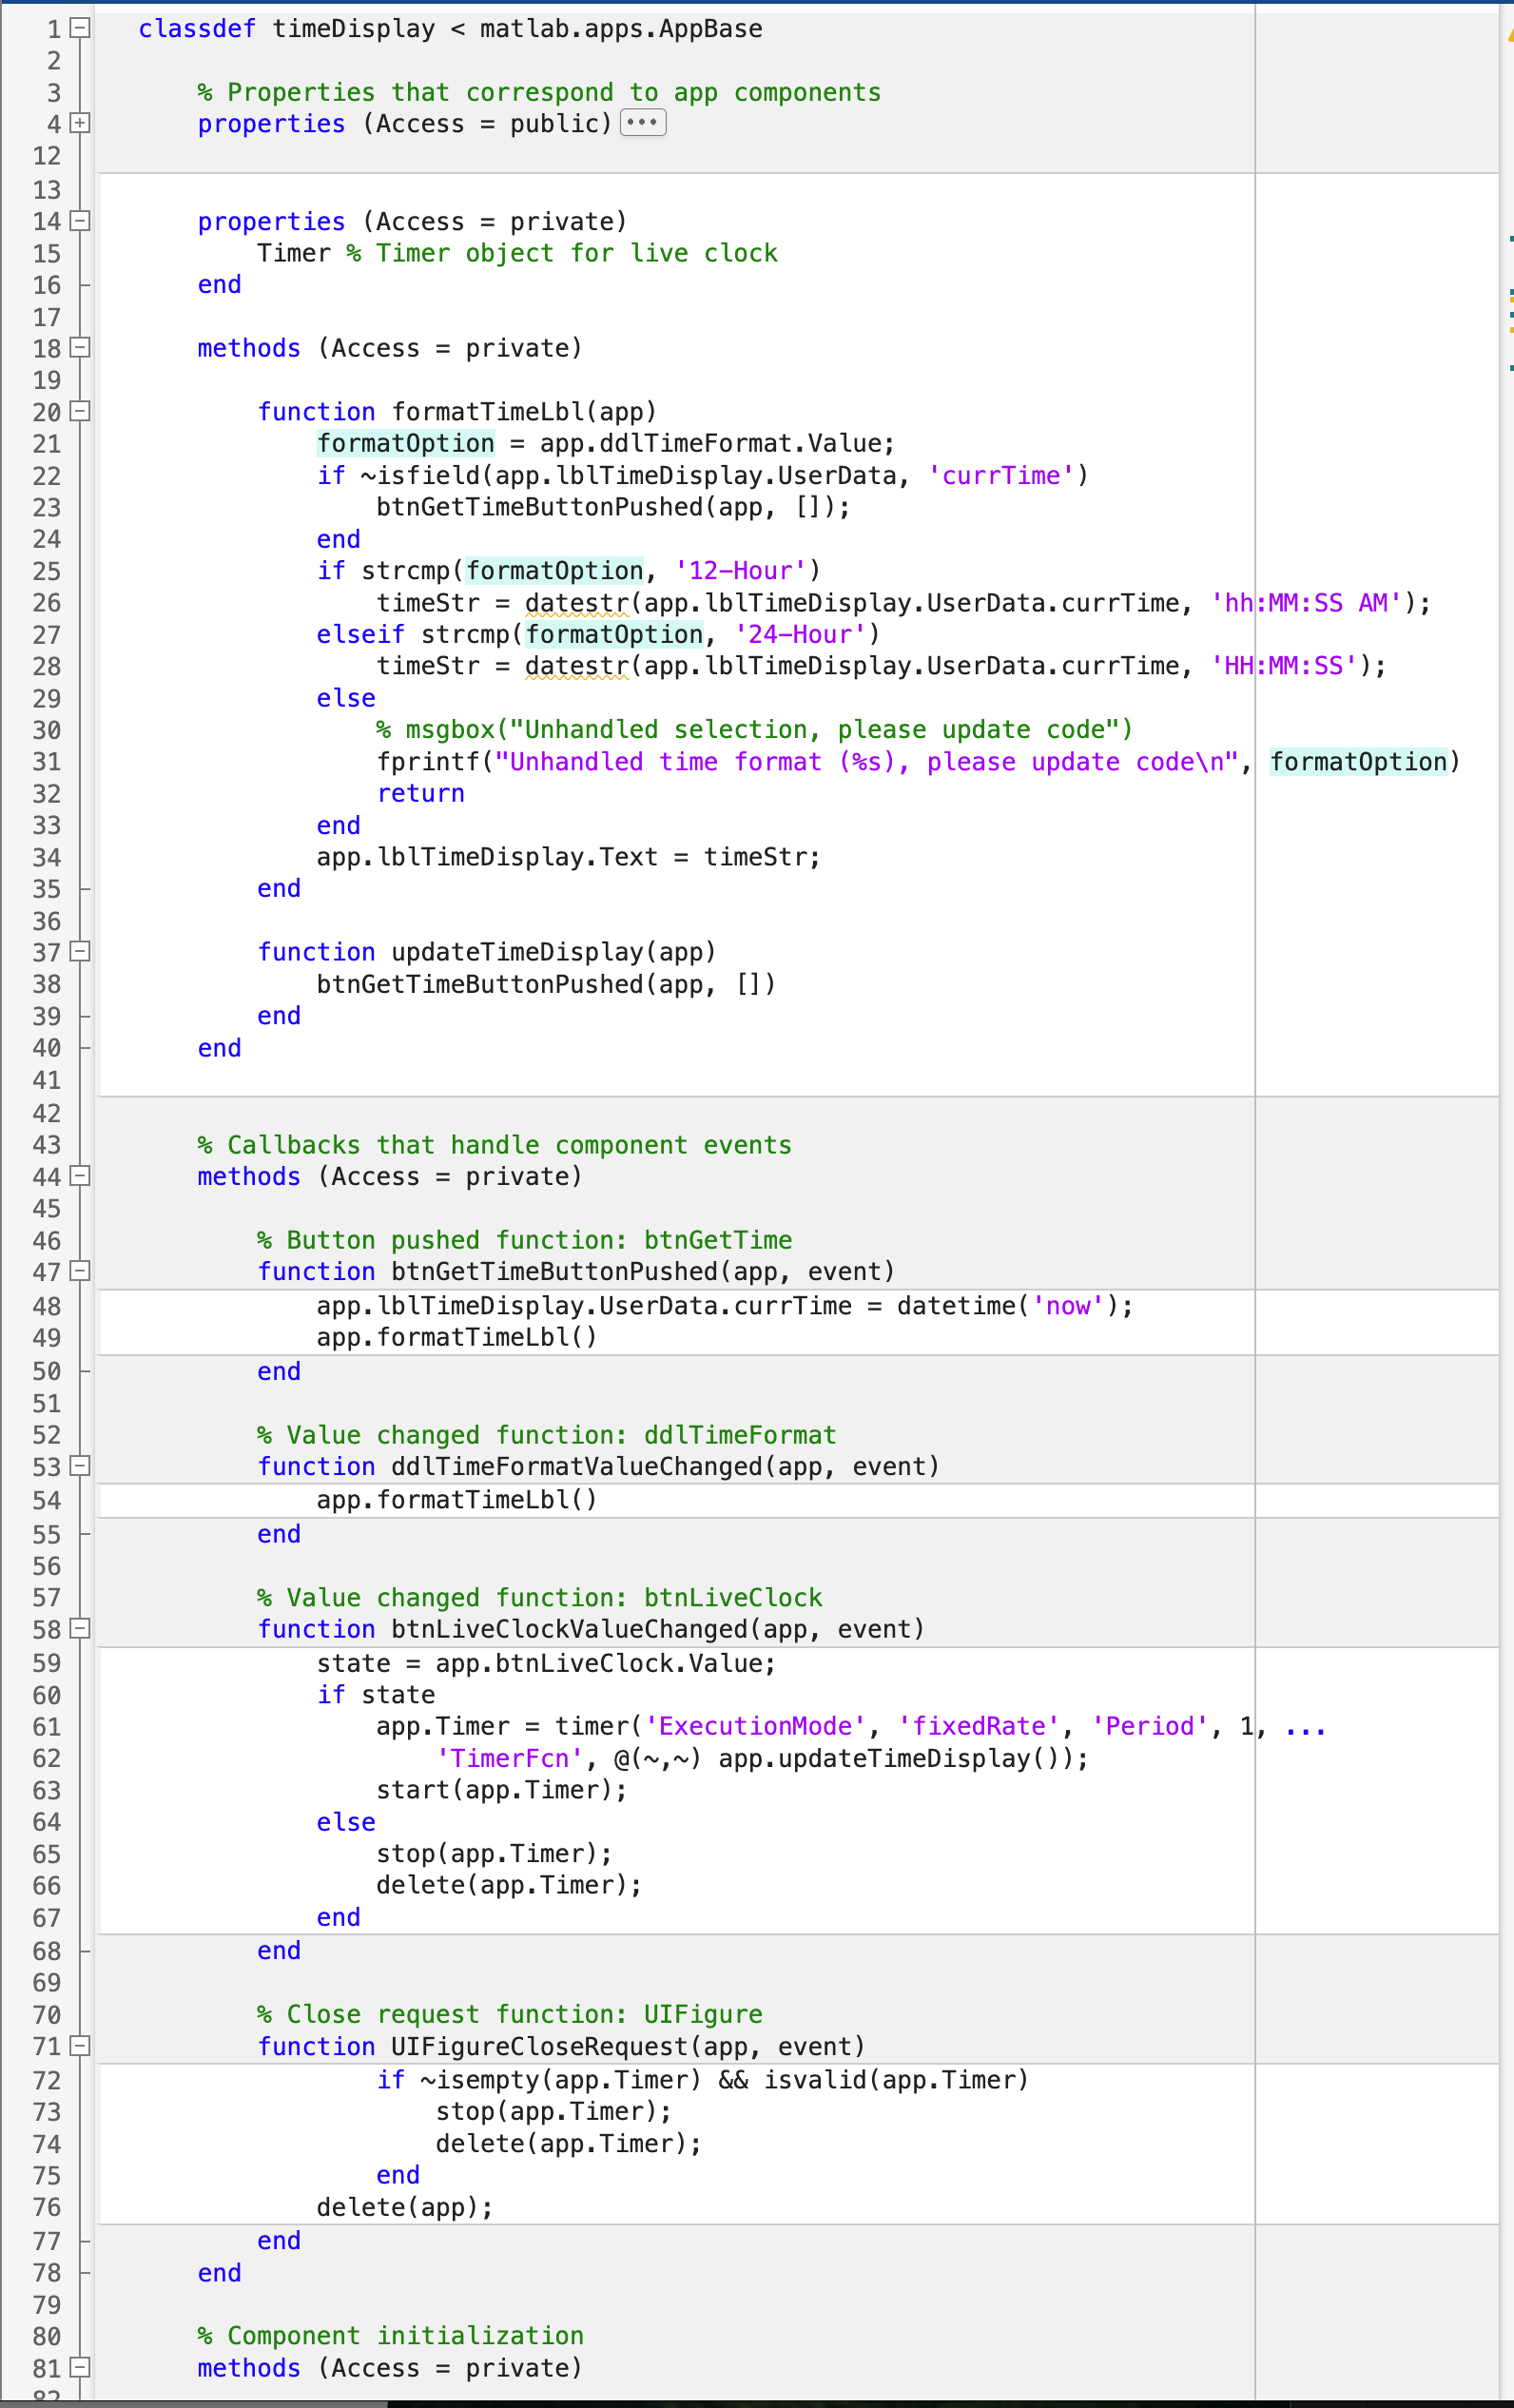 1 classdef timeDisplay < matlab.apps.AppBase
2
3 % Properties that correspond to app components
4 properties (Access = public) •••
12
13
14 properties (Access = private)
15 Timer % Timer object for live clock
16 end
17
18 methods (Access = private)
19
20 function formatTimeLbl(app)
21 formatOption = app.ddlTimeFormat.Value;
22 if ~isfield(app.lblTimeDisplay.UserData, 'currTime')
23 btnGetTimeButtonPushed(app, []);
24 end
25 if strcmp(formatOption, '12-Hour')
26 timeStr = datestr(app.lblTimeDisplay.UserData.currTime, 'hh:MM:SS AM');
27 elseif strcmp(formatOption, '24-Hour')
28 timeStr = datestr(app.lblTimeDisplay.UserData.currTime, 'HH:MM:SS');
29 else
30 % msgbox("Unhandled selection, please update code")
31 fprintf("Unhandled time format (%s), please update code\n", formatOption)
32 return
33 end
34 app.lblTimeDisplay.Text = timeStr;
35 end
36
37 function updateTimeDisplay(app)
38 btnGetTimeButtonPushed(app, [])
39 end
40 end
41
42
43 % Callbacks that handle component events
44 methods (Access = private)
45
46 % Button pushed function: btnGetTime
47 function btnGetTimeButtonPushed(app, event)
48 app.lblTimeDisplay.UserData.currTime = datetime('now');
49 app.formatTimeLbl()
50 end
51
52 % Value changed function: ddlTimeFormat
53 function ddlTimeFormatValueChanged(app, event)
54 app.formatTimeLbl()
55 end
56
57 % Value changed function: btnLiveClock
58 function btnLiveClockValueChanged(app, event)
59 state = app.btnLiveClock.Value;
60 if state
61 app.Timer = timer('ExecutionMode', 'fixedRate', 'Period', 1, ...
62 'TimerFcn', @(~,~) app.updateTimeDisplay());
63 start(app.Timer);
64 else
65 stop(app.Timer);
66 delete(app.Timer);
67 end
68 end
69
70 % Close request function: UIFigure
71 function UIFigureCloseRequest(app, event)
72 if ~isempty(app.Timer) && isvalid(app.Timer)
73 stop(app.Timer);
74 delete(app.Timer);
75 end
76 delete(app);
77 end
78 end
79
80 % Component initialization
81 methods (Access = private)
82